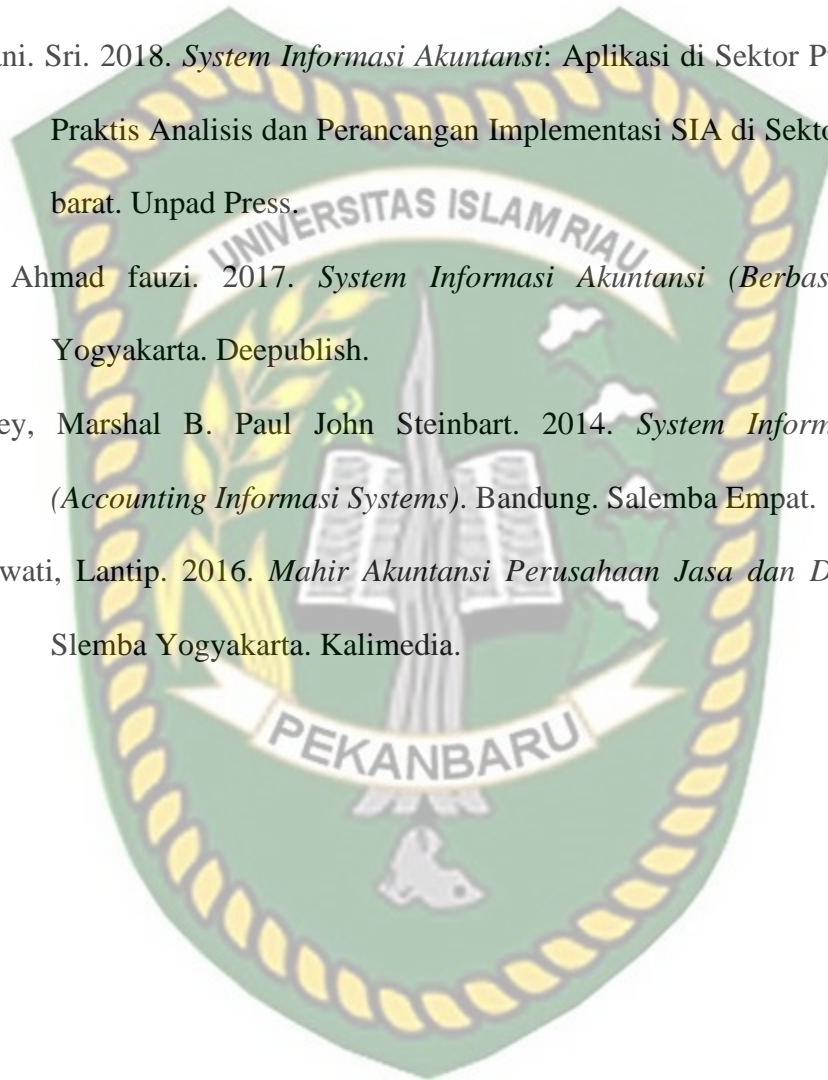 ani. Sri. 2018. System Informasi Akuntansi: Aplikasi di Sektor P
Praktis Analisis dan Perancangan Implementasi SIA di Sekto
barat. Unpad Press.
UNIVERSITAS ISLAM RIAU
Ahmad fauzi. 2017. System Informasi Akuntansi (Berbas
Yogyakarta. Deepublish.
ey, Marshal B. Paul John Steinbart. 2014. System Inform
(Accounting Informasi Systems). Bandung. Salemba Empat.
wati, Lantip. 2016. Mahir Akuntansi Perusahaan Jasa dan D
Slemba Yogyakarta. Kalimedia.
PEKANBARU